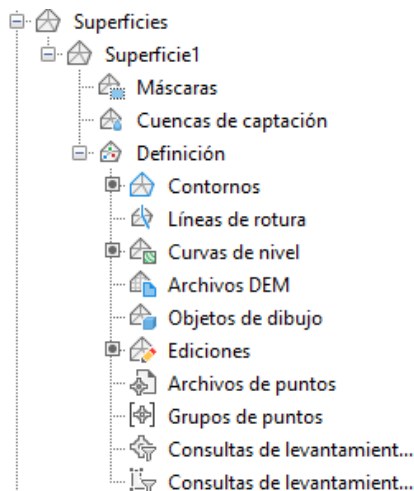 Superficies
Superficie1
Máscaras
Cuencas de captación
Definición
Contornos
Líneas de rotura
Curvas de nivel
Archivos DEM
Objetos de dibujo
Ediciones
Archivos de puntos
Grupos de puntos
Consultas de levantamient...
Consultas de levantamient...